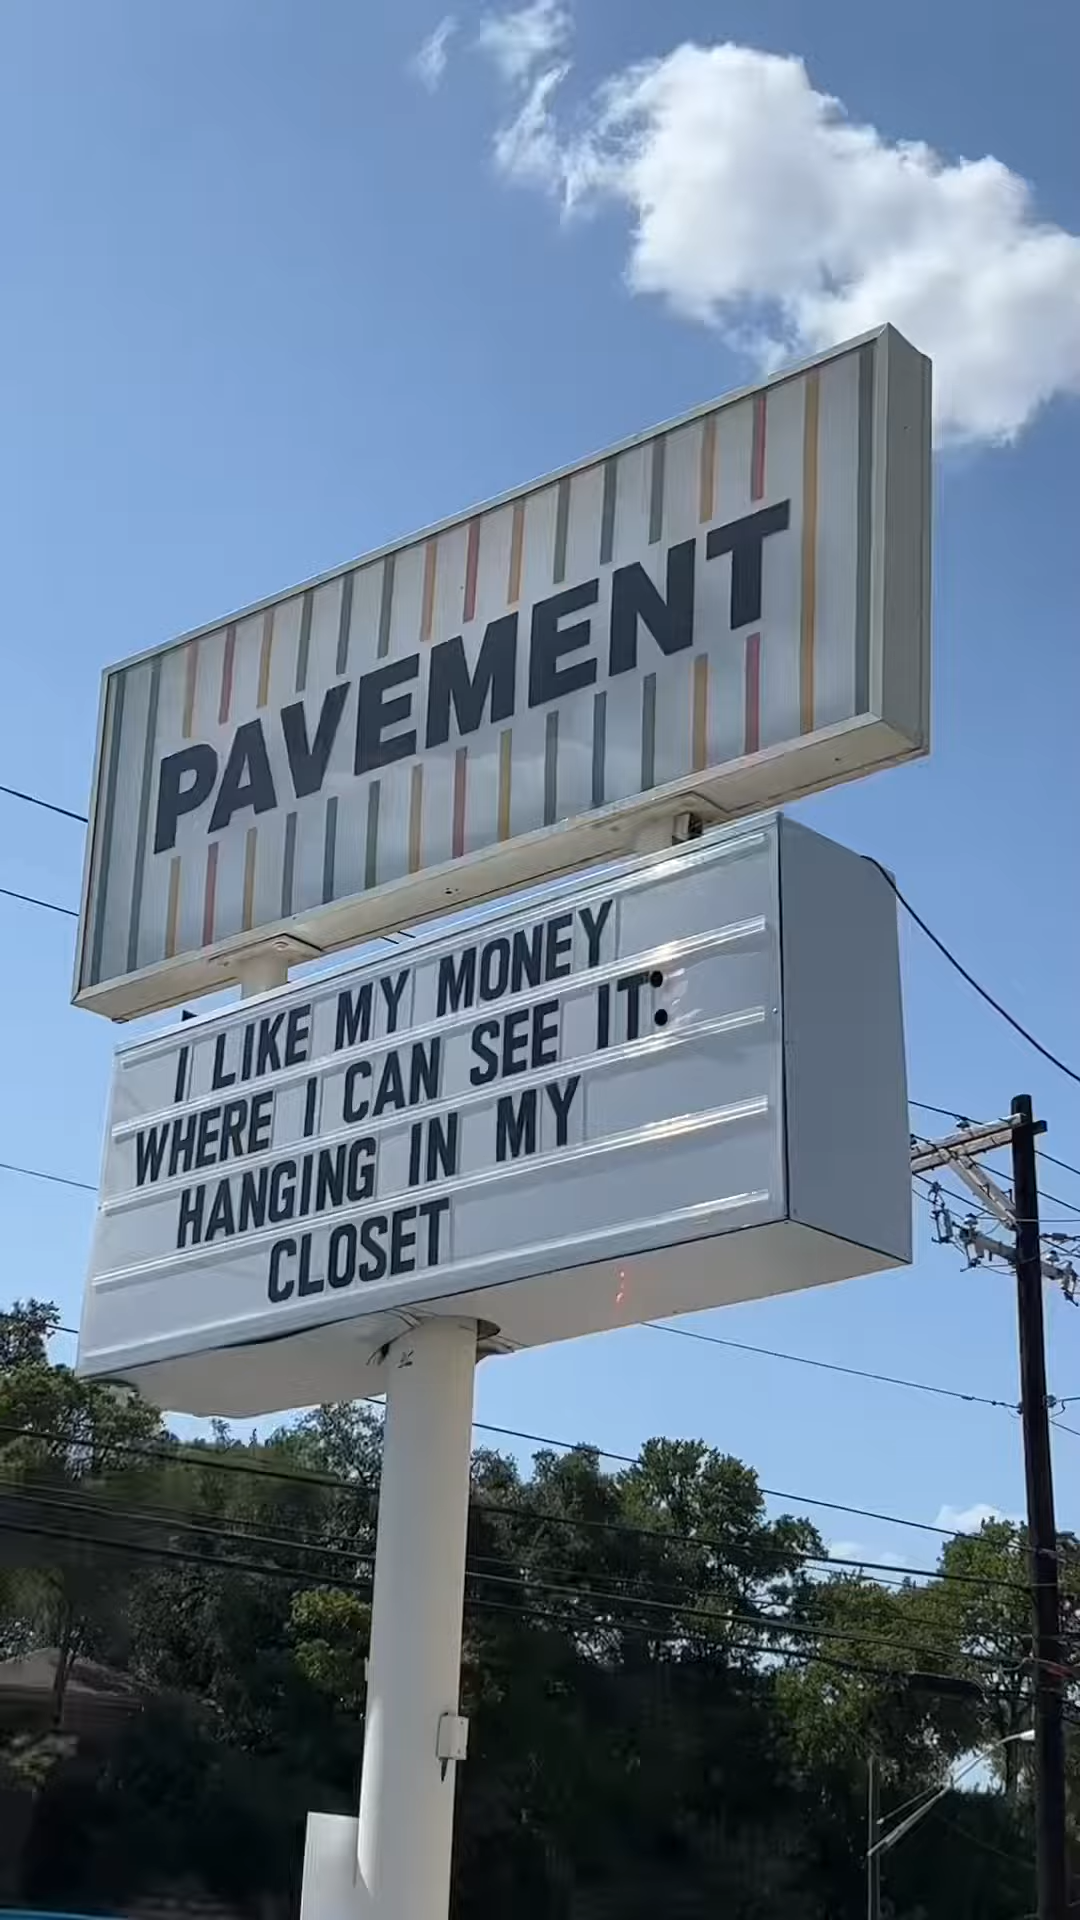 PAVEMENT
I LIKE MY MONEY
WHERE I CAN SEE IT:
HANGING IN MY
CLOSET